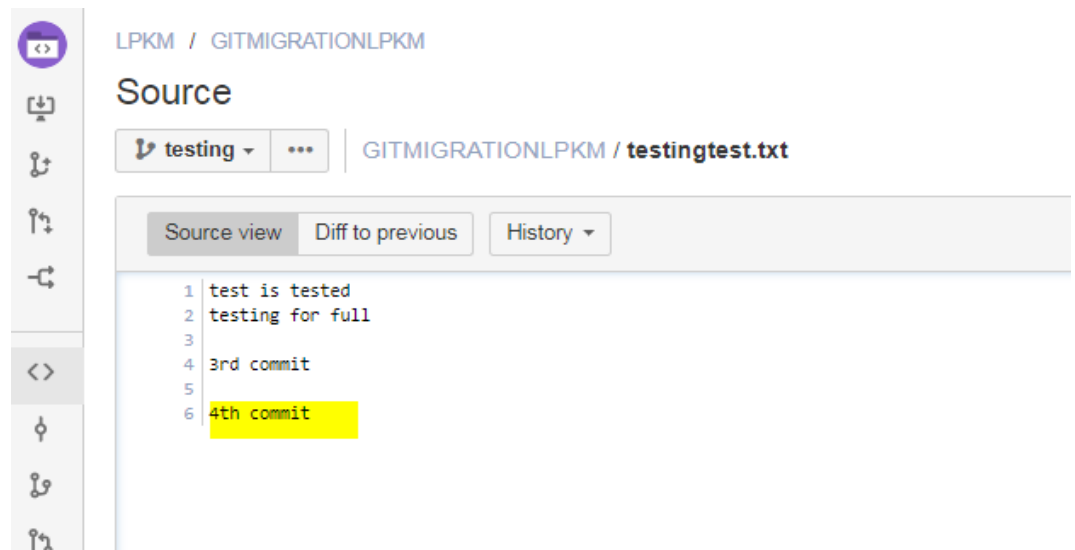 LPKM / GITMIGRATIONLPKM
Source
testing ••• GITMIGRATIONLPKM / testingtest.txt
Source view Diff to previous History
1 test is tested
2 testing for full
3
4 3rd commit
5
6 4th commit